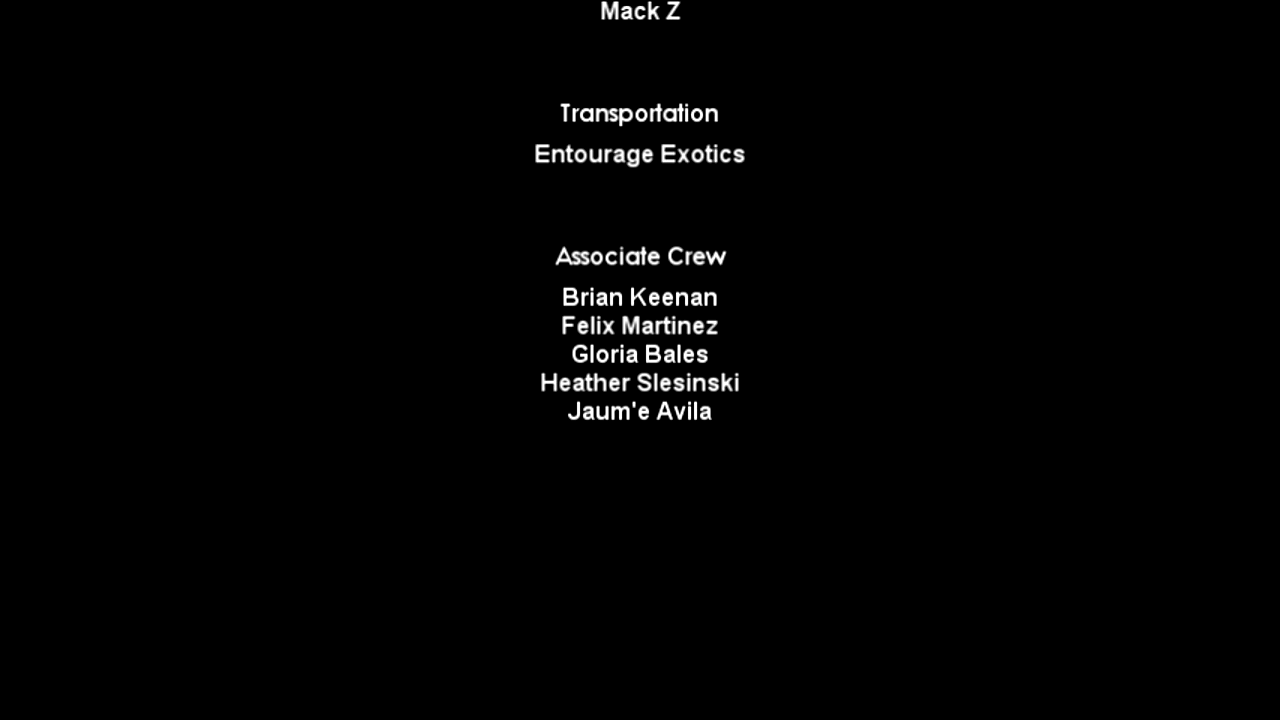 Mack Z
Transportation
Entourage Exotics
Associate Crew
Brian Keenan
Felix Martinez
Gloria Bales
Heather Slesinski
Jaum'e Avila